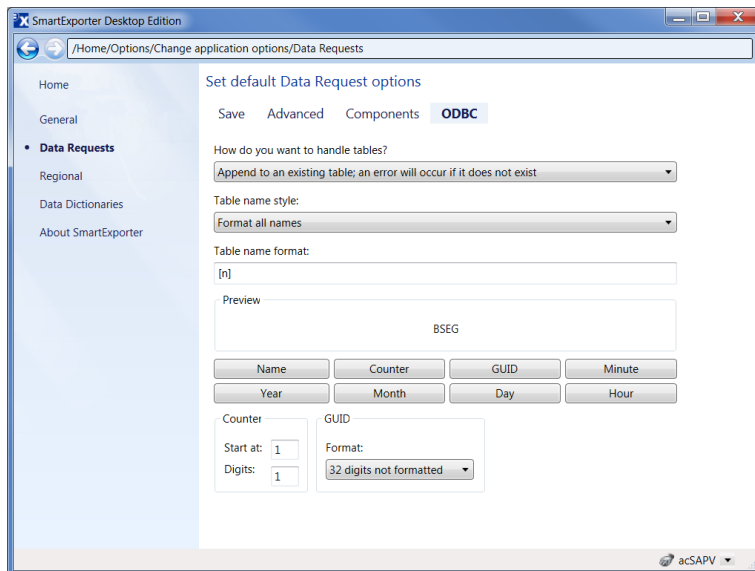 SmartExporter Desktop Edition
/Home/Options/Change application options/Data Requests
Home
General
• Data Requests
Regional
Data Dictionaries
About SmartExporter
Set default Data Request options
Save Advanced Components ODBC
How do you want to handle tables?
Append to an existing table; an error will occur if it does not exist
Table name style:
Format all names
Table name format:
[n]
Preview
BSEG
Name Counter GUID Minute
Year Month Day Hour
Counter
Start at: 1
Digits: 1
GUID
Format:
32 digits not formatted
acSAPV